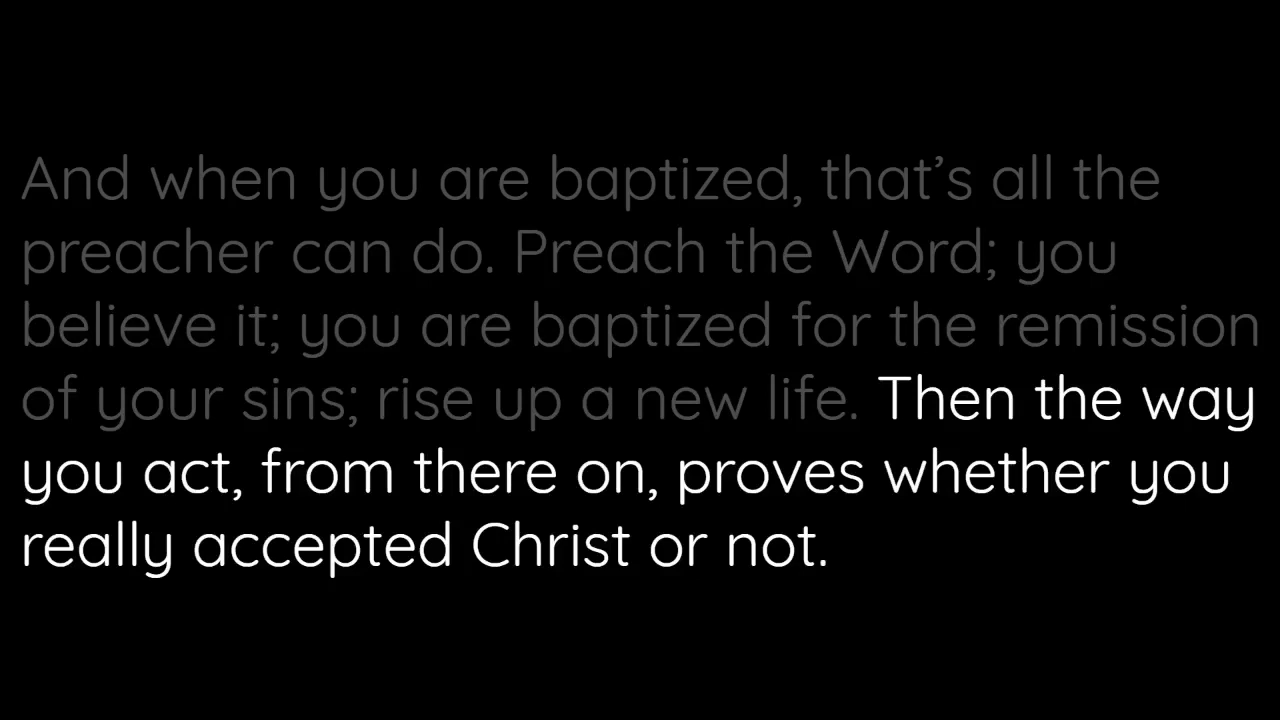 And when you are baptized, that’s all the
preacher can do. Preach the Word; you
believe it; you are baptized for the remission
of your sins; rise up a new life. Then the way
you act, from there on, proves whether you
really accepted Christ or not.